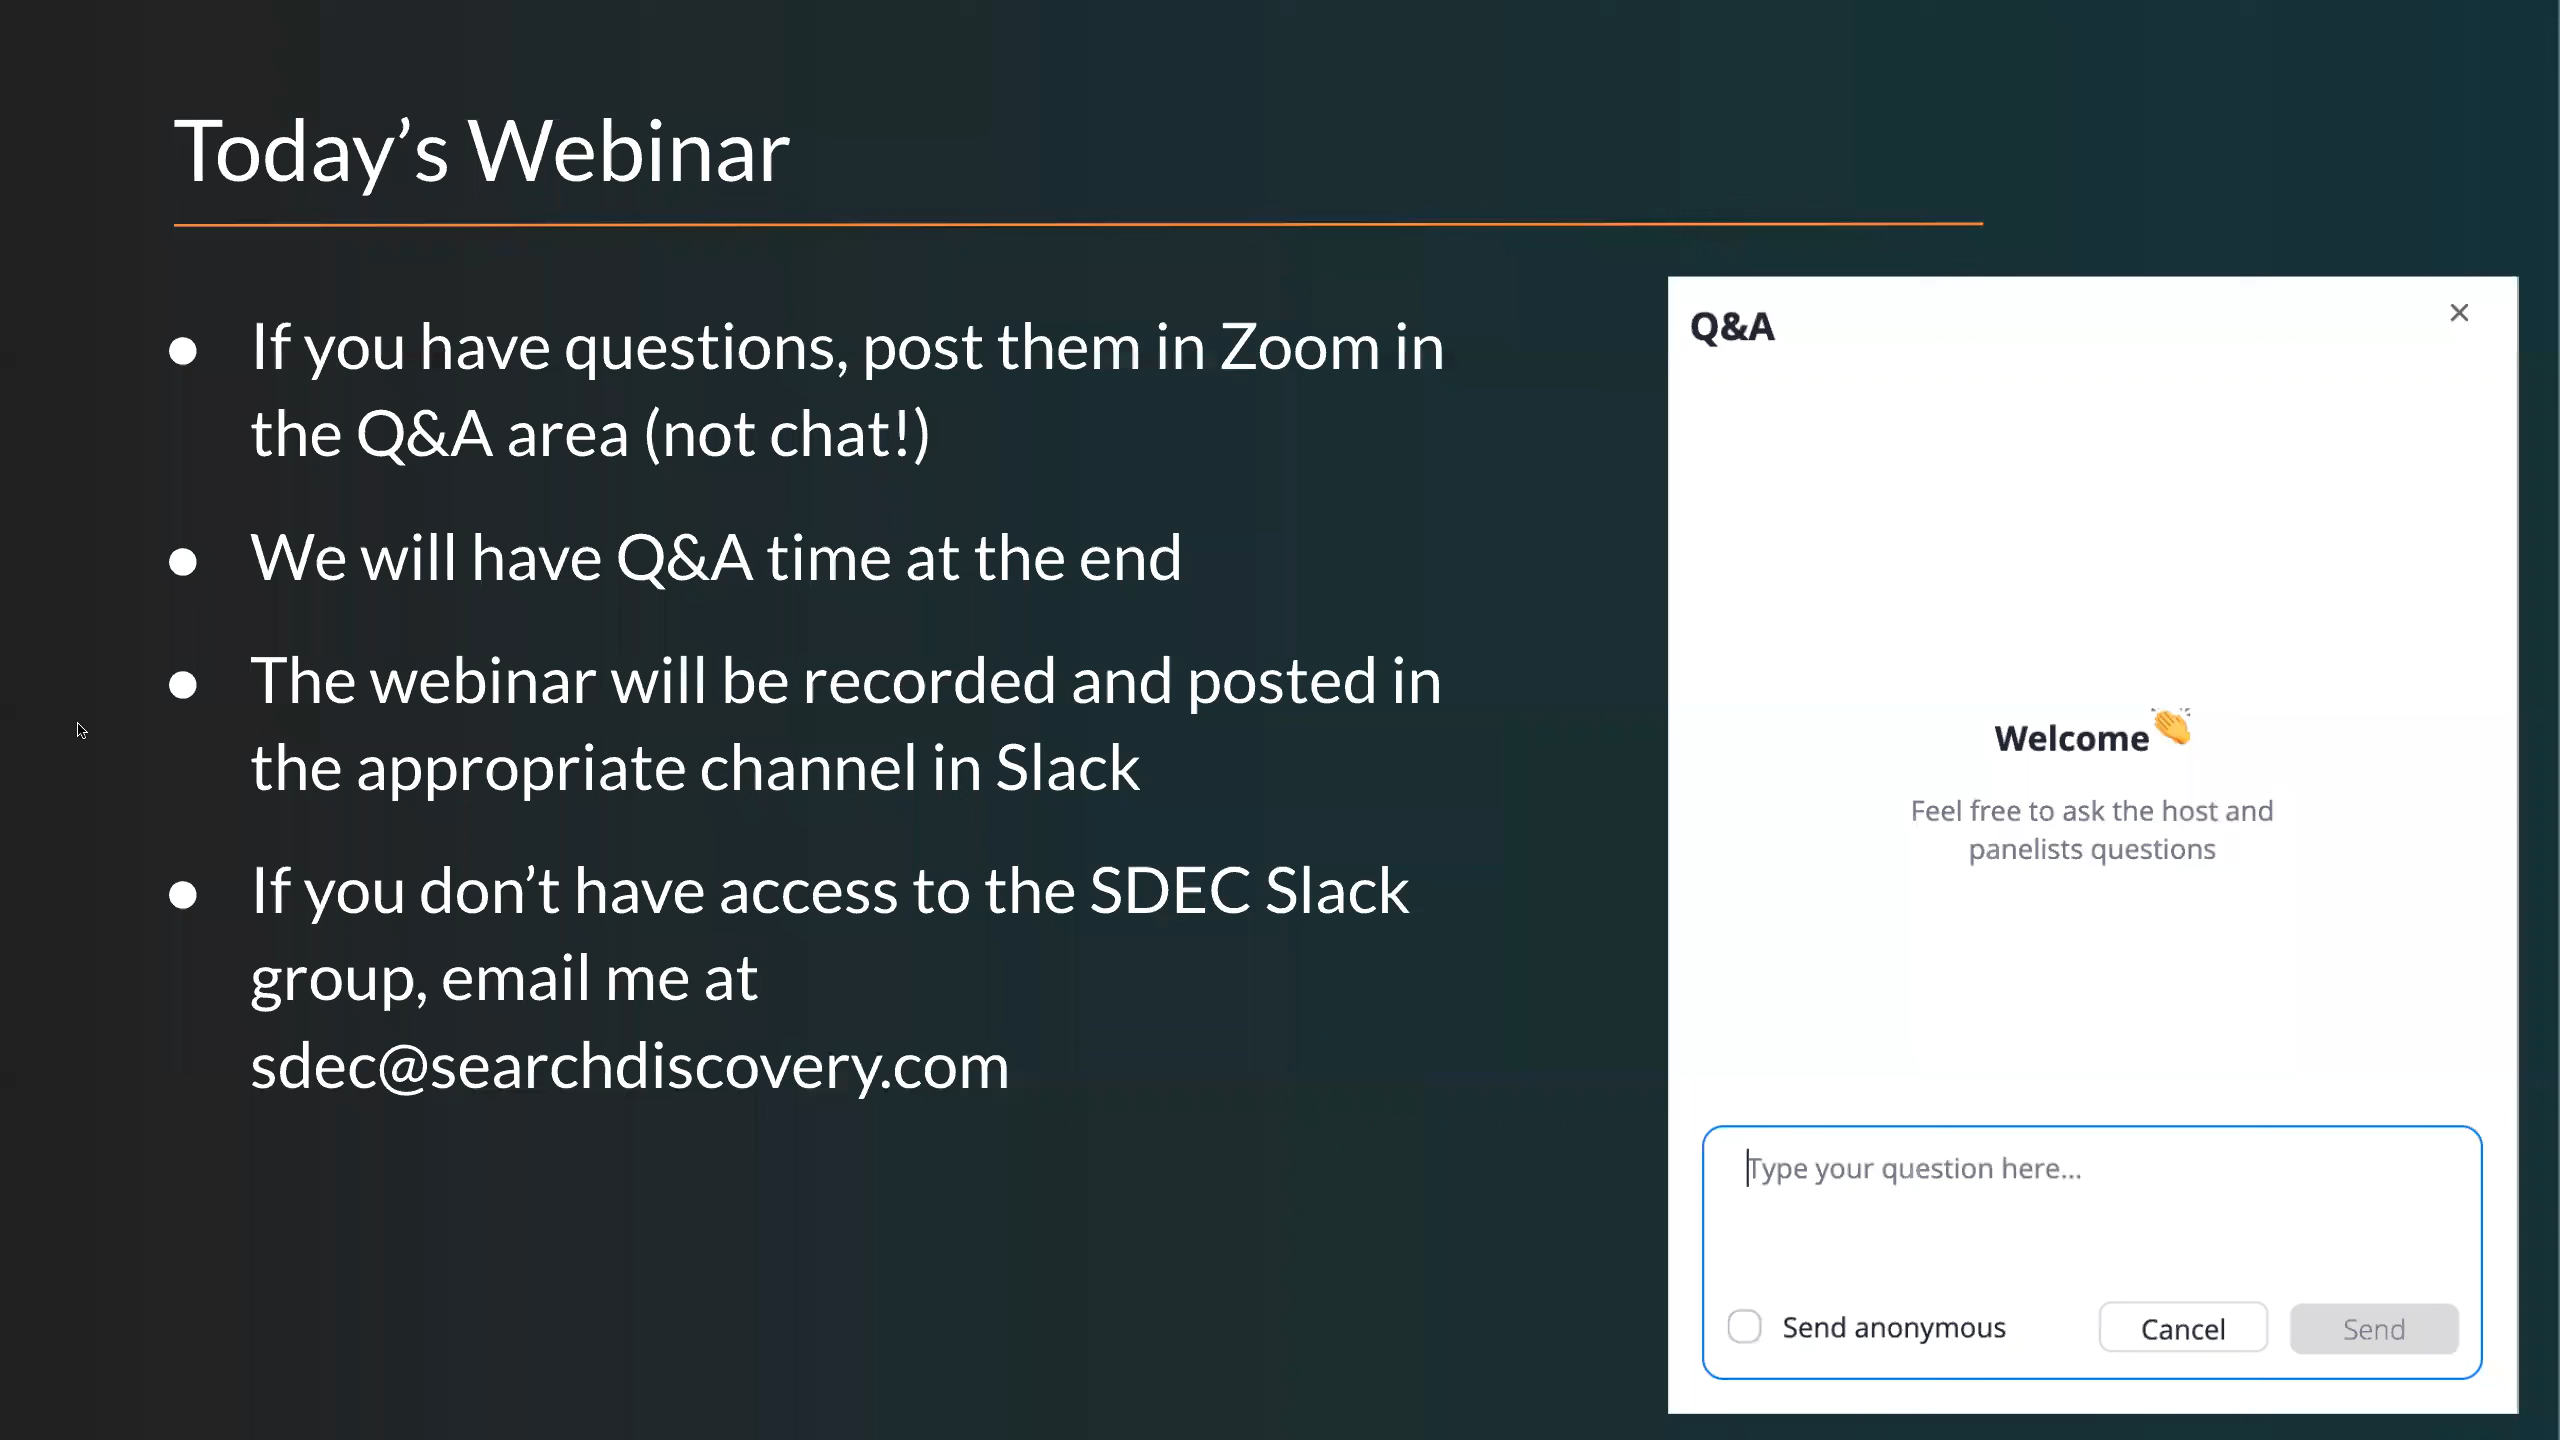 Today’s Webinar
● If you have questions, post them in Zoom in
the Q&A area (not chat!)
● We will have Q&A time at the end
● The webinar will be recorded and posted in
the appropriate channel in Slack
● If you don’t have access to the SDEC Slack
group, email me at
sdec@searchdiscovery.com
Q&A
Welcome👏
Feel free to ask the host and
panelists questions
Type your question here...
Send anonymous
Cancel
Send